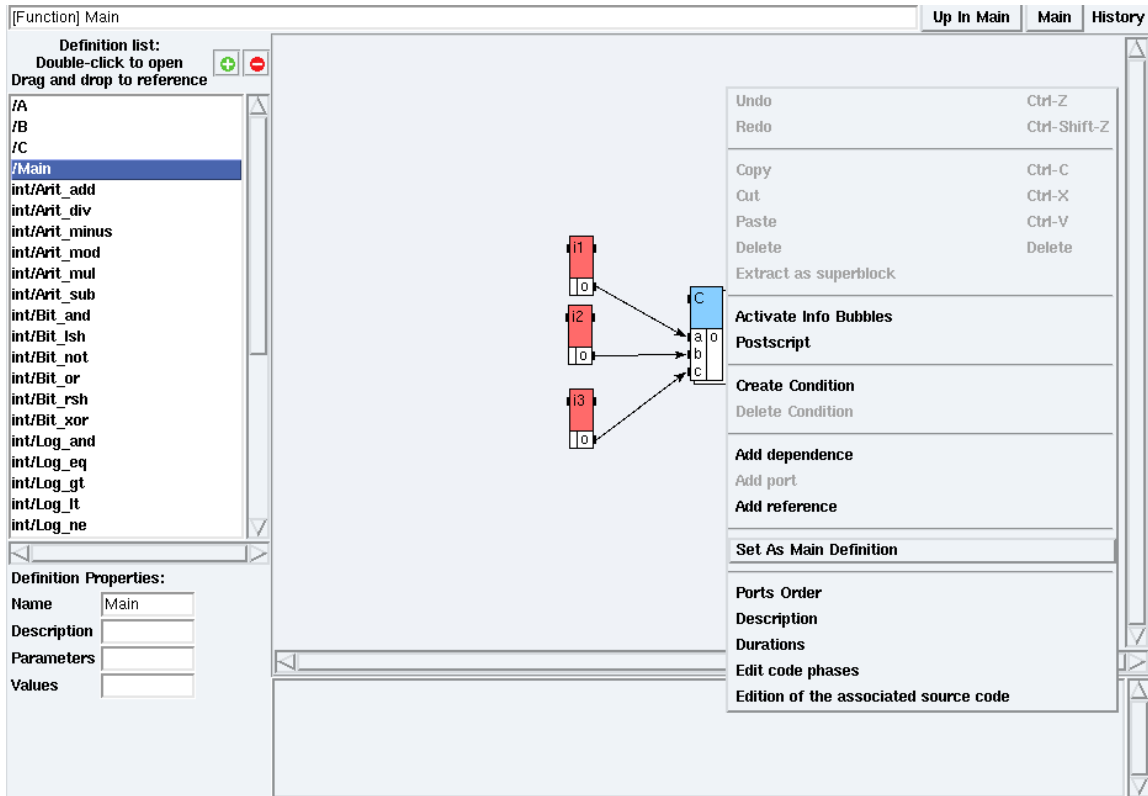 [Function] Main
Up In Main
Main
History
Definition list:
Double-click to open
Drag and drop to reference
/A
/B
/C
/Main
int/Arit_add
int/Arit_div
int/Arit_minus
int/Arit_mod
int/Arit_mul
int/Arit_sub
int/Bit_and
int/Bit_lsh
int/Bit_not
int/Bit_or
int/Bit_rsh
int/Bit_xor
int/Log_and
int/Log_eq
int/Log_gt
int/Log_lt
int/Log_ne
Definition Properties:
Name Main
Description
Parameters
Values
i1
o
i2
o
i3
o
C
a o
b
c
Undo Ctrl-Z
Redo Ctrl-Shift-Z
Copy Ctrl-C
Cut Ctrl-X
Paste Ctrl-V
Delete Delete
Extract as superblock
Activate Info Bubbles
Postscript
Create Condition
Delete Condition
Add dependence
Add port
Add reference
Set As Main Definition
Ports Order
Description
Durations
Edit code phases
Edition of the associated source code